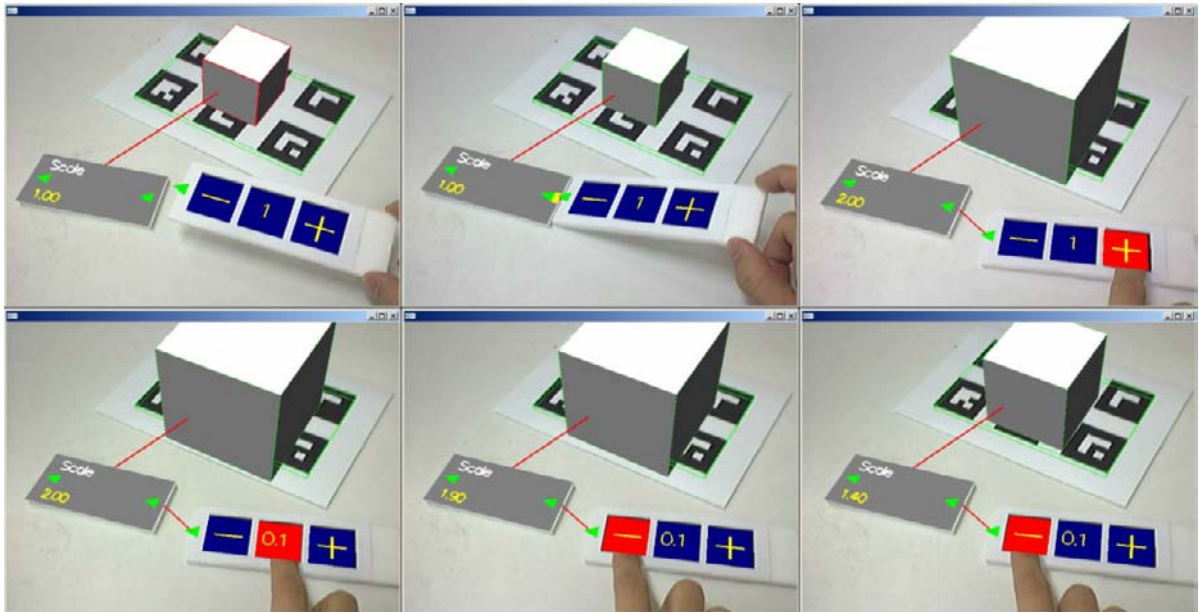 Scale
1.00
— 1 +
Scale
1.00
— 1 +
Scale
2.00
— 1 +
Scale
2.00
— 0.1 +
Scale
1.90
— 0.1 +
Scale
1.40
— 0.1 +